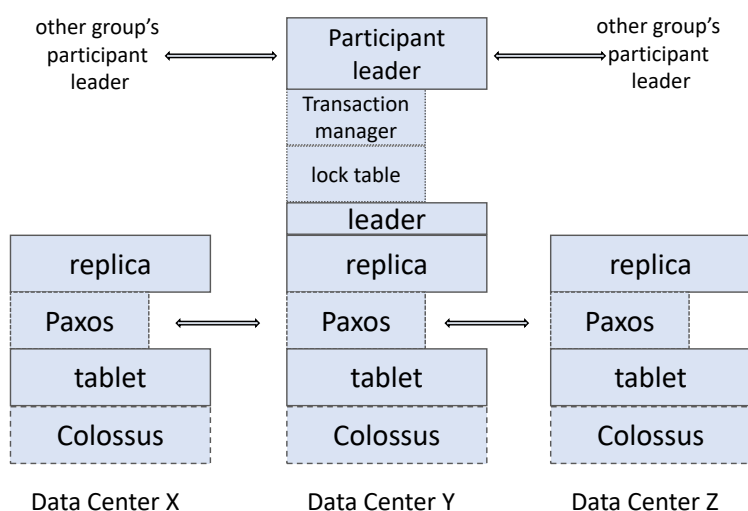 other group's
participant
leader
Participant
leader
other group's
participant
leader
Transaction
manager
lock table
leader
replica
replica
replica
Paxos
Paxos
Paxos
tablet
tablet
tablet
Colossus
Colossus
Colossus
Data Center X
Data Center Y
Data Center Z